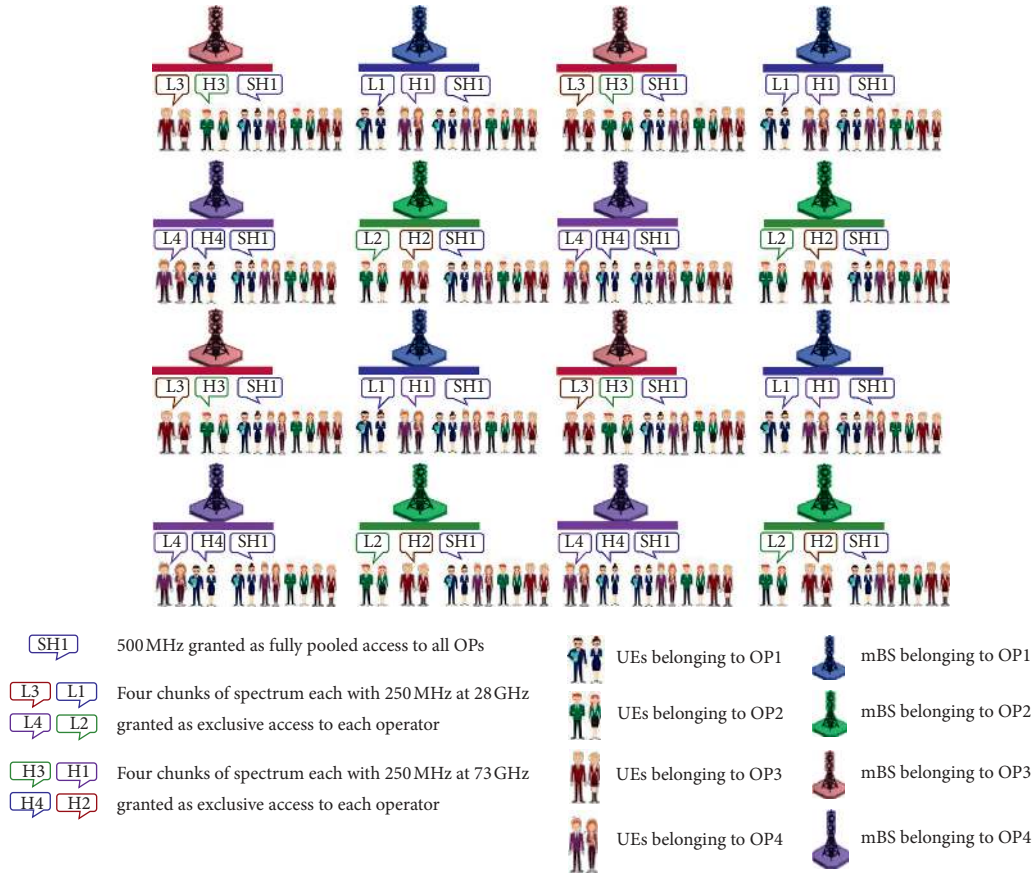 L3 H3 SH1 L1 H1 SH1 L3 H3 SH1 L1 H1 SH1
L4 H4 SH1 L2 H2 SH1 L4 H4 SH1 L2 H2 SH1
L3 H3 SH1 L1 H1 SH1 L3 H3 SH1 L1 H1 SH1
L4 H4 SH1 L2 H2 SH1 L4 H4 SH1 L2 H2 SH1
SH1 500 MHz granted as fully pooled access to all OPs
L3 L1 Four chunks of spectrum each with 250 MHz at 28 GHz
L4 L2 granted as exclusive access to each operator
H3 H1 Four chunks of spectrum each with 250 MHz at 73 GHz
H4 H2 granted as exclusive access to each operator
UEs belonging to OP1 mBS belonging to OP1
UEs belonging to OP2 mBS belonging to OP2
UEs belonging to OP3 mBS belonging to OP3
UEs belonging to OP4 mBS belonging to OP4